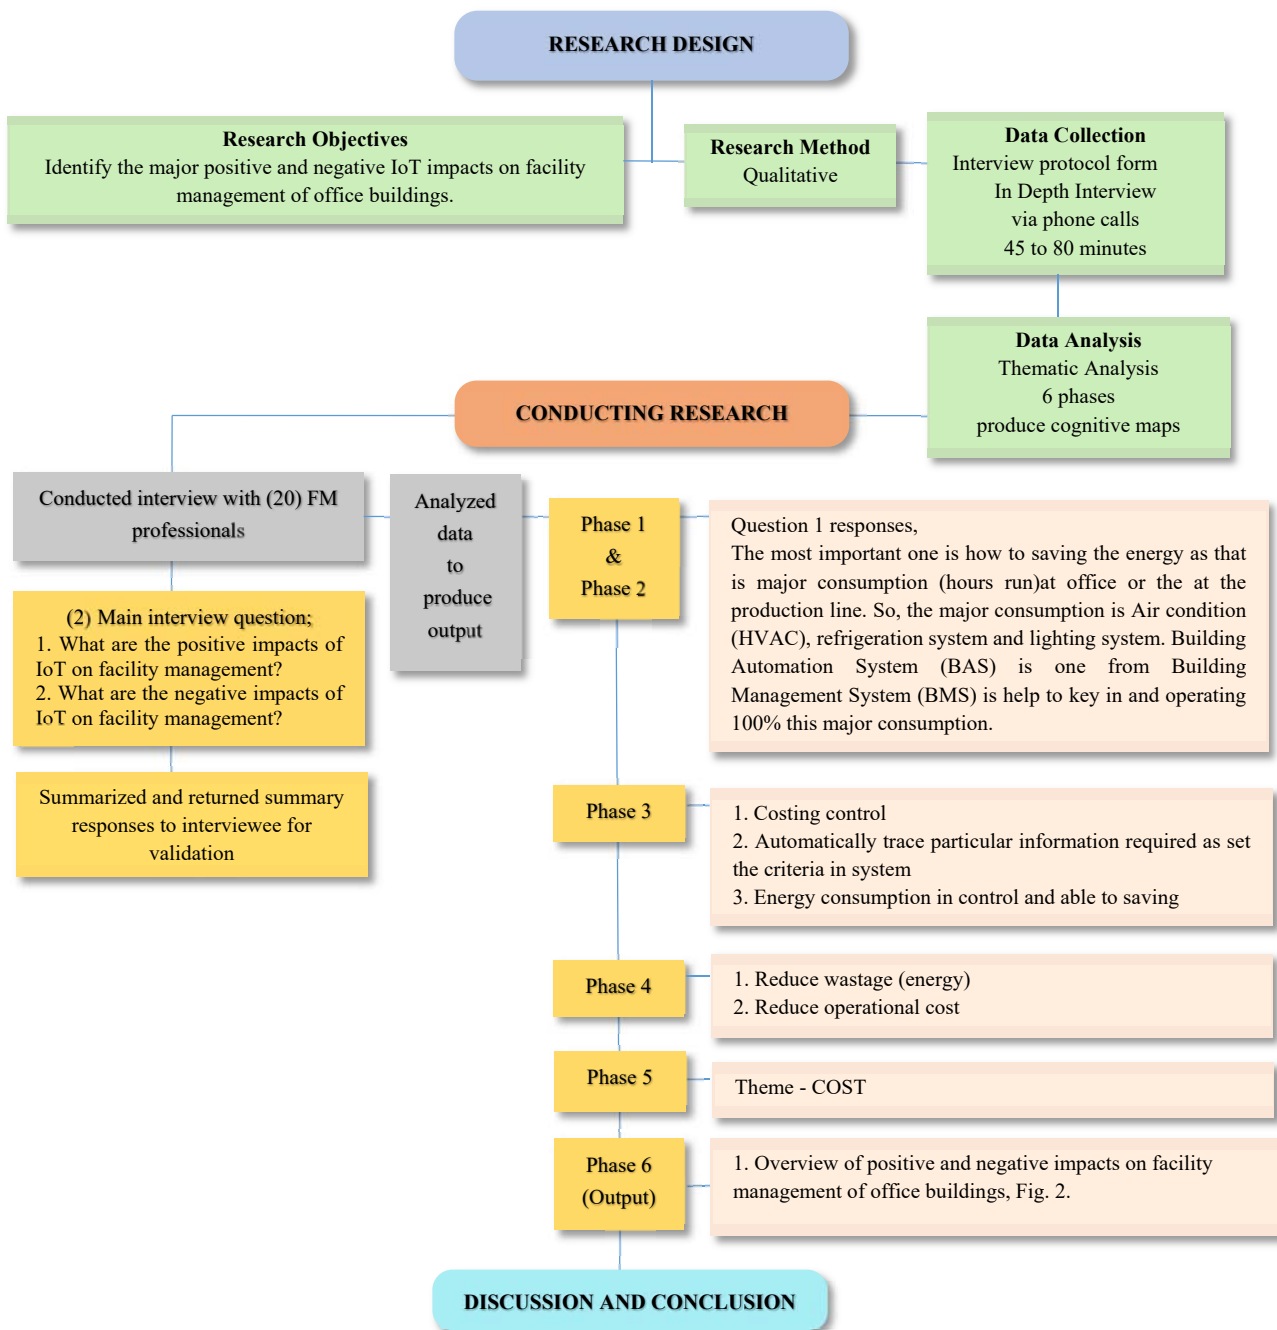 RESEARCH DESIGN
Research Objectives
Identify the major positive and negative IoT impacts on facility
management of office buildings.
Research Method
Qualitative
Data Collection
Interview protocol form
In Depth Interview
via phone calls
45 to 80 minutes
Data Analysis
Thematic Analysis
6 phases
produce cognitive maps
CONDUCTING RESEARCH
Conducted interview with (20) FM
professionals
(2) Main interview question;
1. What are the positive impacts of
IoT on facility management?
2. What are the negative impacts of
IoT on facility management?
Summarized and returned summary
responses to interviewee for
validation
Analyzed
data
to
produce
output
Phase 1
&
Phase 2
Question 1 responses,
The most important one is how to saving the energy as that
is major consumption (hours run)at office or the at the
production line. So, the major consumption is Air condition
(HVAC), refrigeration system and lighting system. Building
Automation System (BAS) is one from Building
Management System (BMS) is help to key in and operating
100% this major consumption.
Phase 3
1. Costing control
2. Automatically trace particular information required as set
the criteria in system
3. Energy consumption in control and able to saving
Phase 4
1. Reduce wastage (energy)
2. Reduce operational cost
Phase 5
Theme - COST
Phase 6
(Output)
1. Overview of positive and negative impacts on facility
management of office buildings, Fig. 2.
DISCUSSION AND CONCLUSION